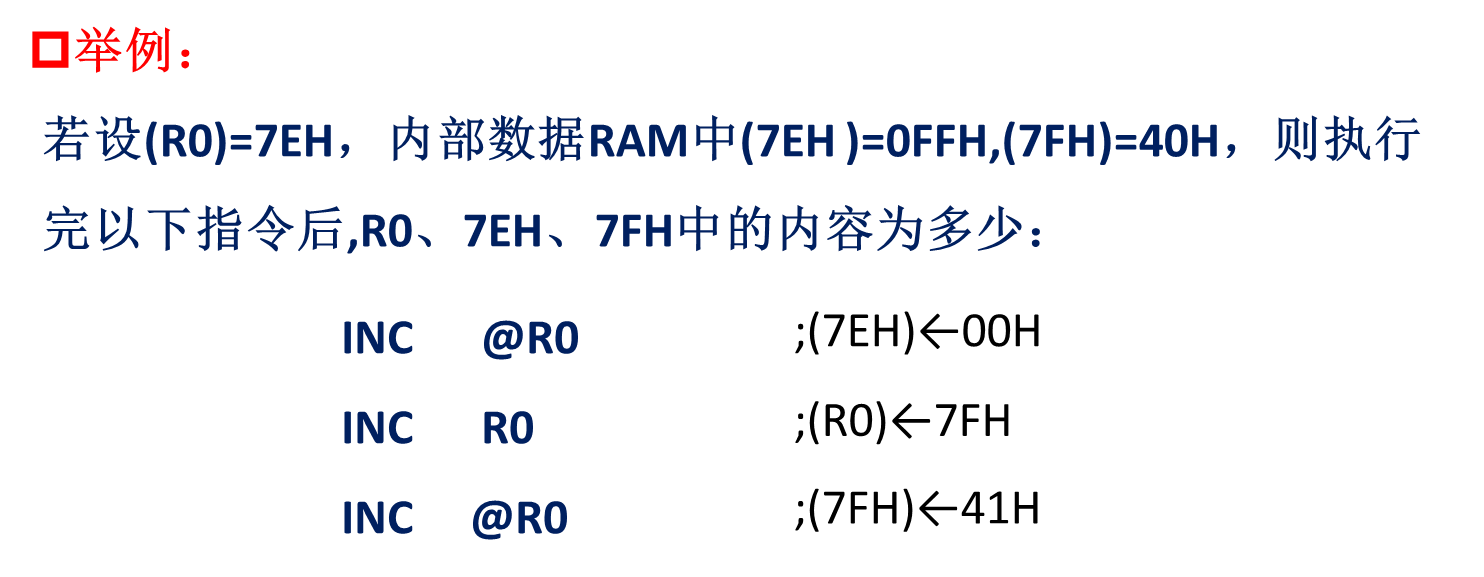 举例：
若设(R0)=7EH，内部数据RAM中(7EH )=0FFH,(7FH)=40H，则执行
完以下指令后,R0、7EH、7FH中的内容为多少：
INC @R0 ;(7EH)←00H
INC R0 ;(R0)←7FH
INC @R0 ;(7FH)←41H